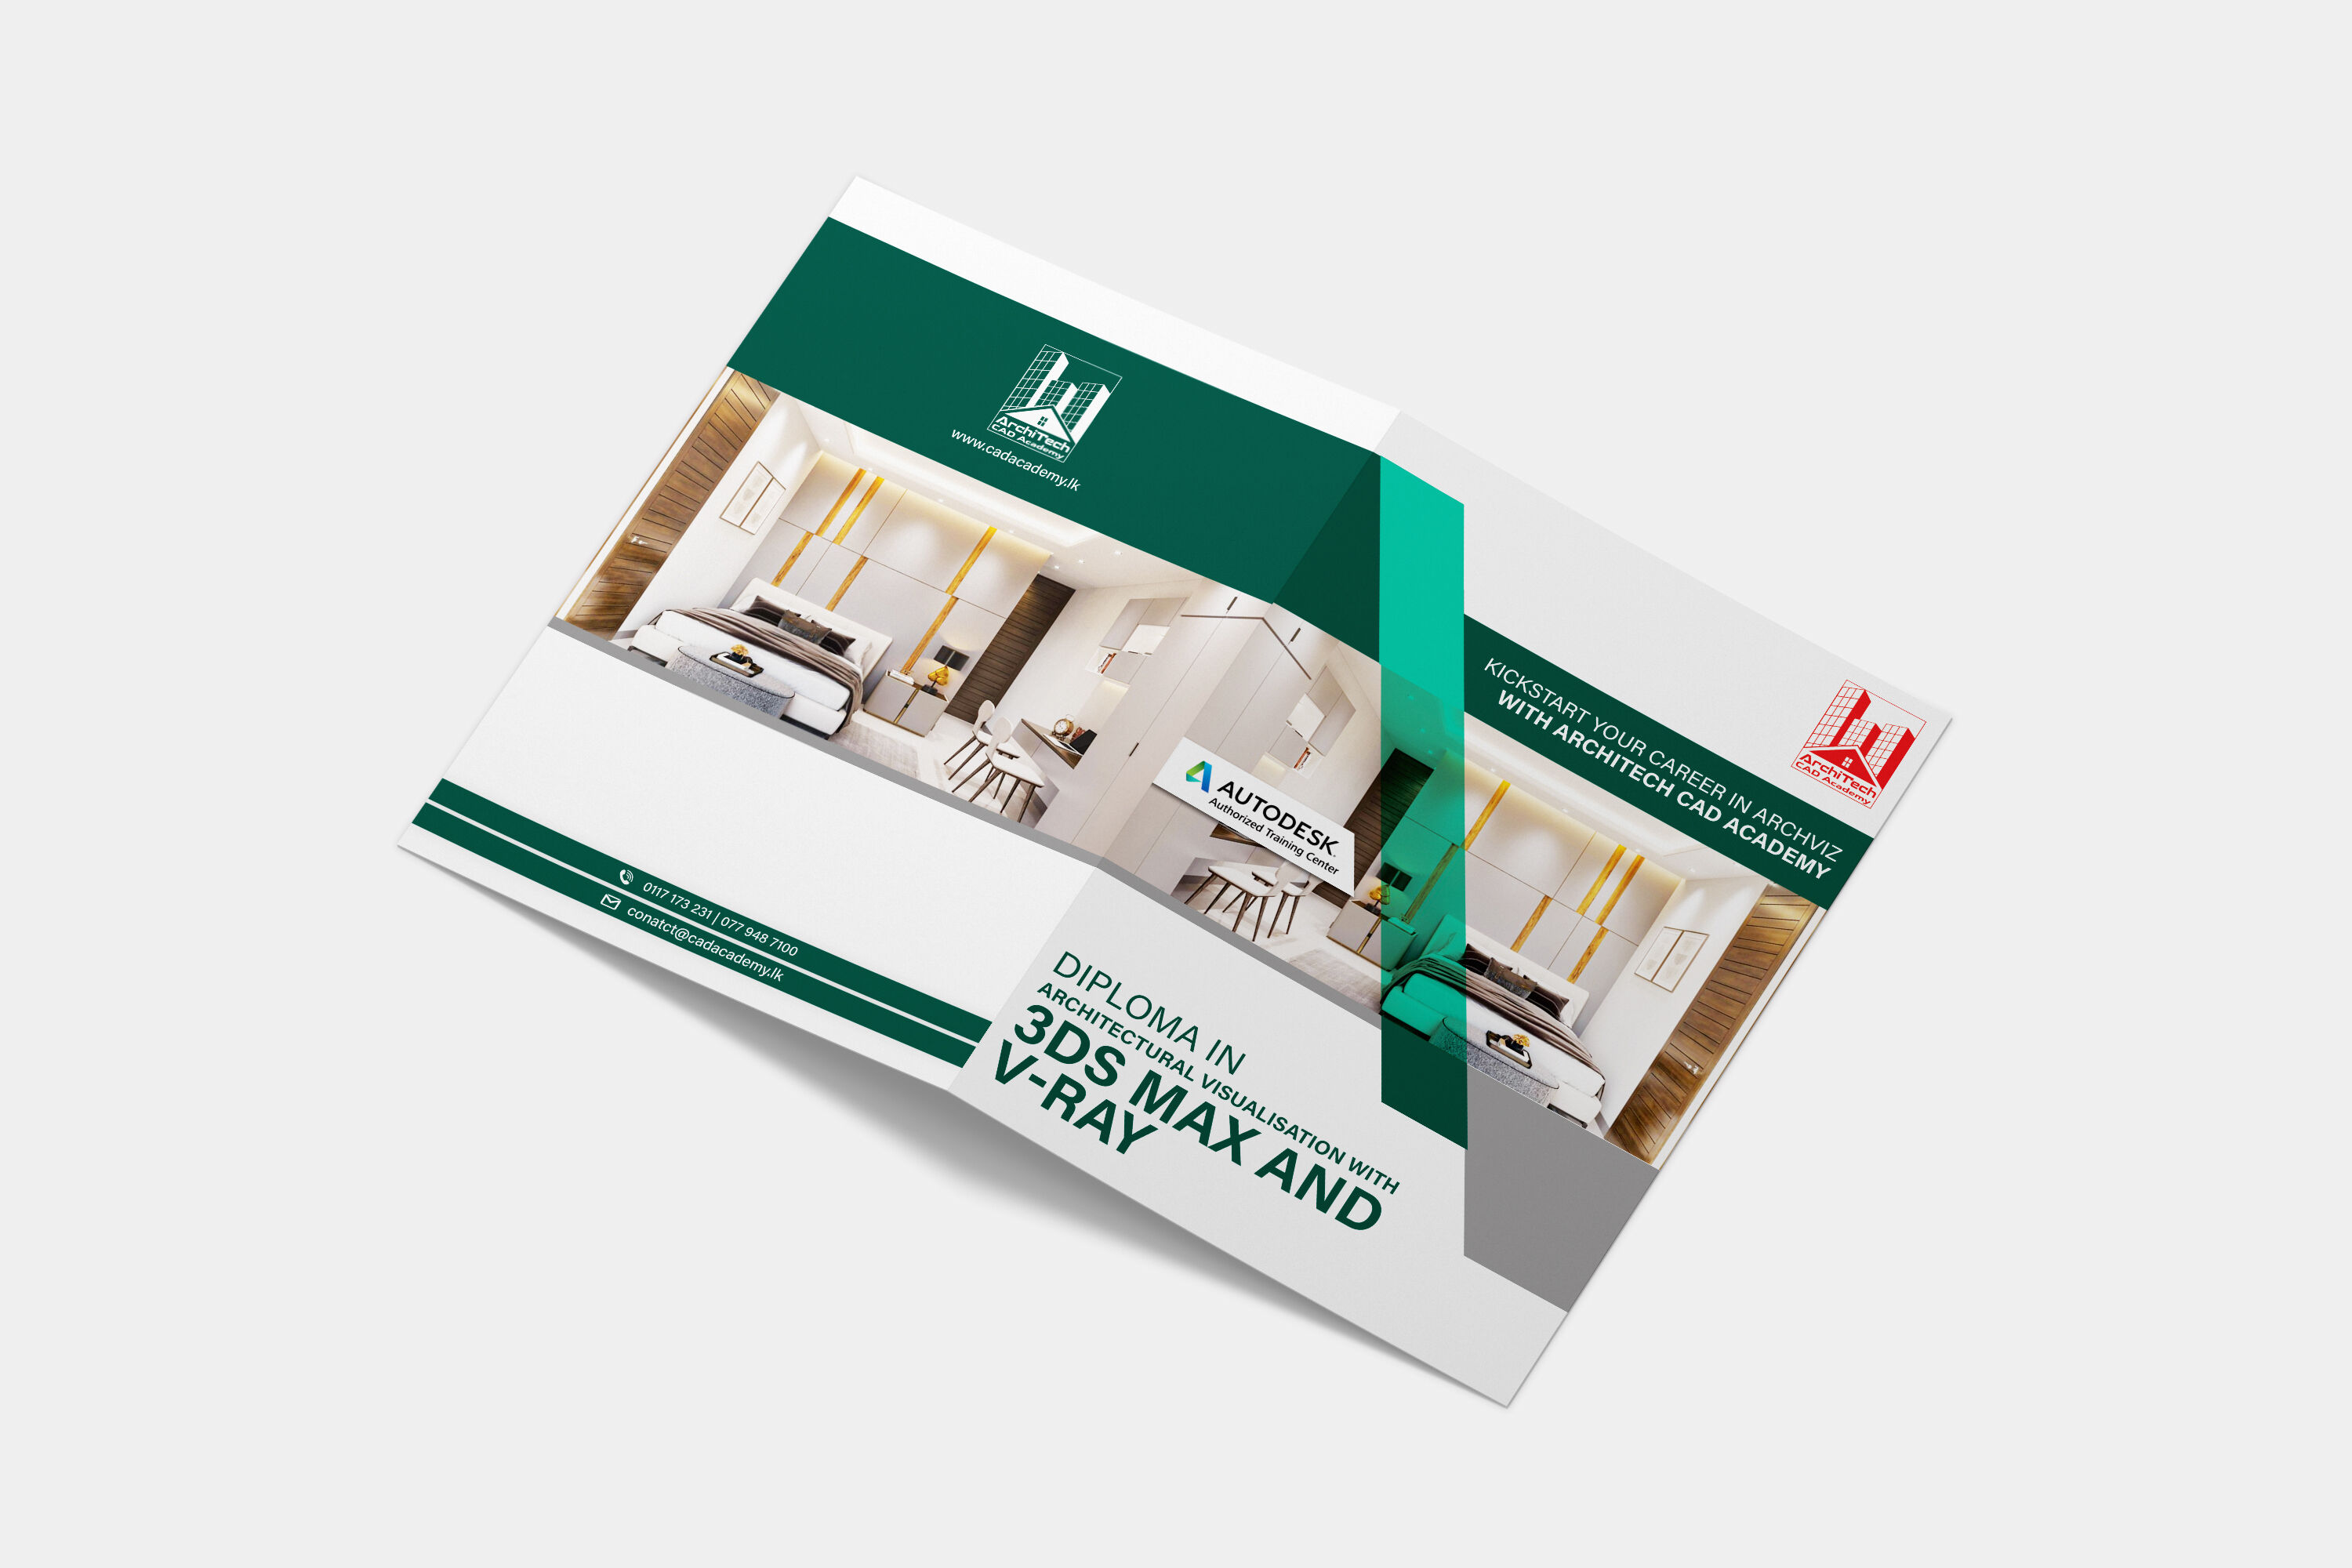 ArchiTech
CAD Academy
www.cadacademy.lk
0117 173 231 | 077 948 7100
conatct@cadacademy.lk
KICKSTART YOUR CAREER IN ARCHVIZ
WITH ARCHITECH CAD ACADEMY
ArchiTech
CAD Academy
AUTODESK
Authorized Training Center
DIPLOMA IN
ARCHITECTURAL VISUALISATION WITH
3DS MAX AND
V-RAY